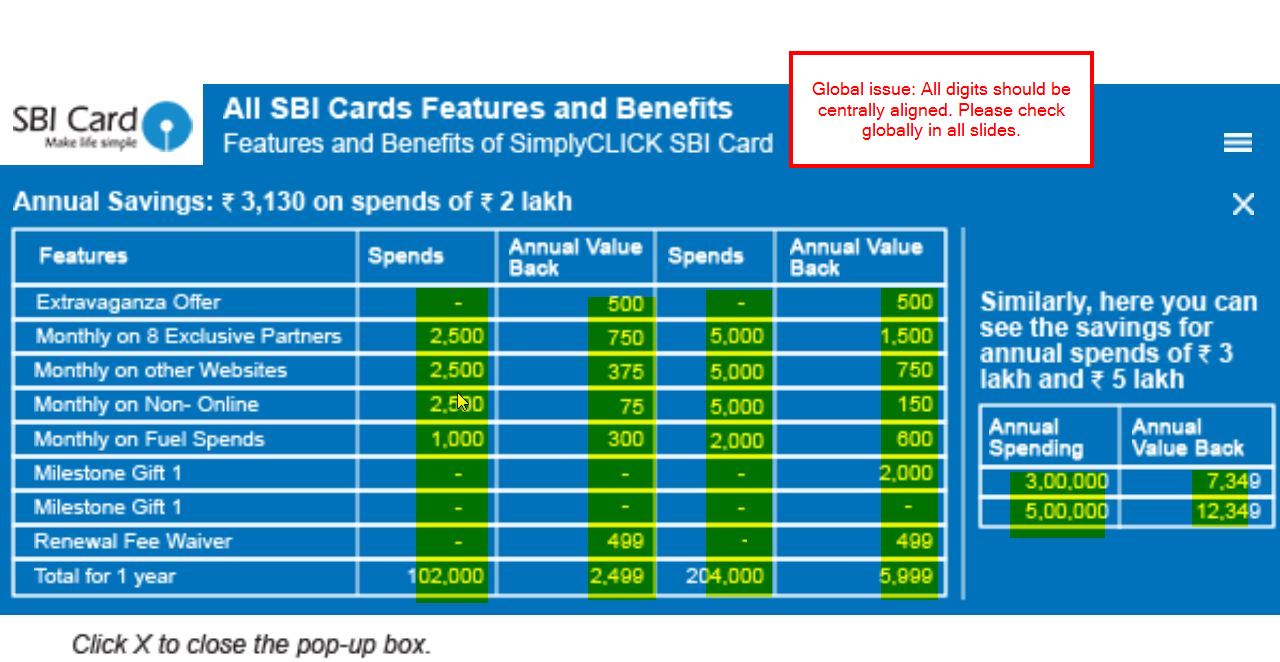 Global issue: All digits should be
centrally aligned. Please check
globally in all slides.
SBI Card
Make life simple
All SBI Cards Features and Benefits
Features and Benefits of SimplyCLICK SBI Card
Annual Savings: ₹ 3,130 on spends of ₹ 2 lakh
Features Spends Annual Value Back Spends Annual Value Back
Extravaganza Offer - 500 - 500
Monthly on 8 Exclusive Partners 2,500 750 5,000 1,500
Monthly on other Websites 2,500 375 5,000 750
Monthly on Non- Online 2,500 75 5,000 150
Monthly on Fuel Spends 1,000 300 2,000 600
Milestone Gift 1 - - - 2,000
Milestone Gift 1 - - - -
Renewal Fee Waiver - 499 - 499
Total for 1 year 102,000 2,499 204,000 5,999
Similarly, here you can
see the savings for
annual spends of ₹ 3
lakh and ₹ 5 lakh
Annual Spending Annual Value Back
3,00,000 7,349
5,00,000 12,349
Click X to close the pop-up box.